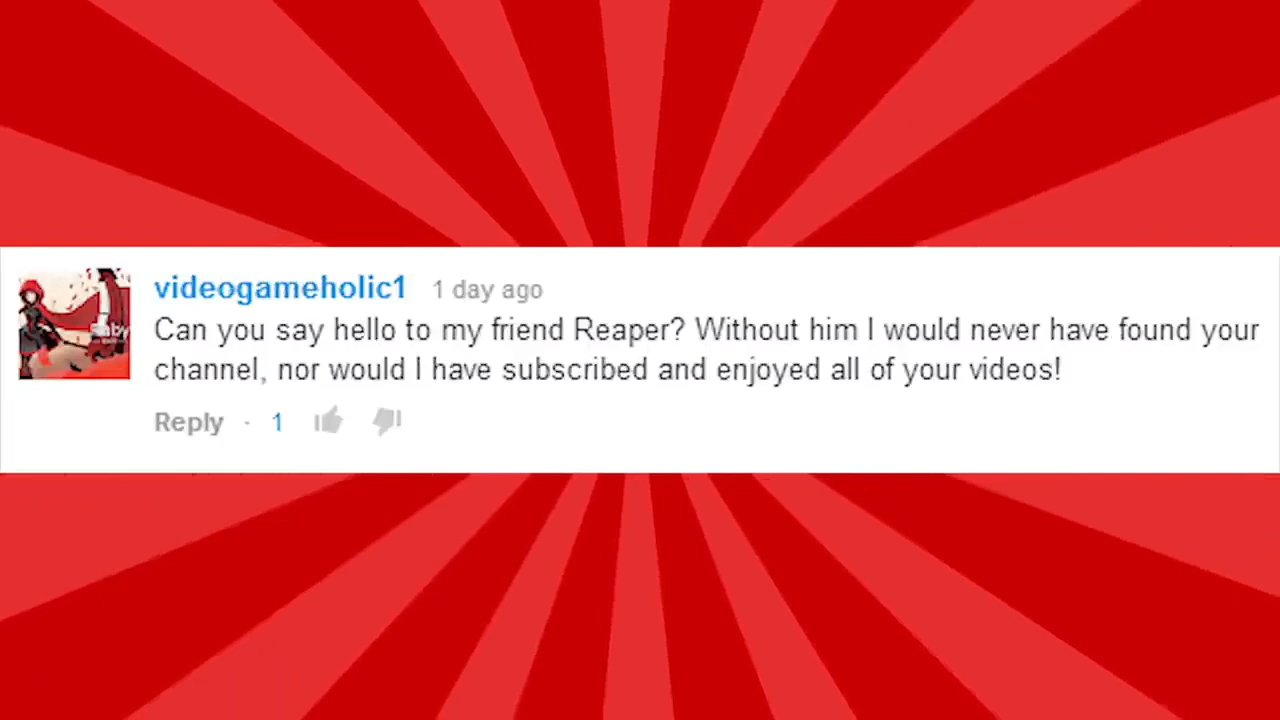 videogameholic1 1 day ago
Can you say hello to my friend Reaper? Without him I would never have found your
channel, nor would I have subscribed and enjoyed all of your videos!
Reply · 1